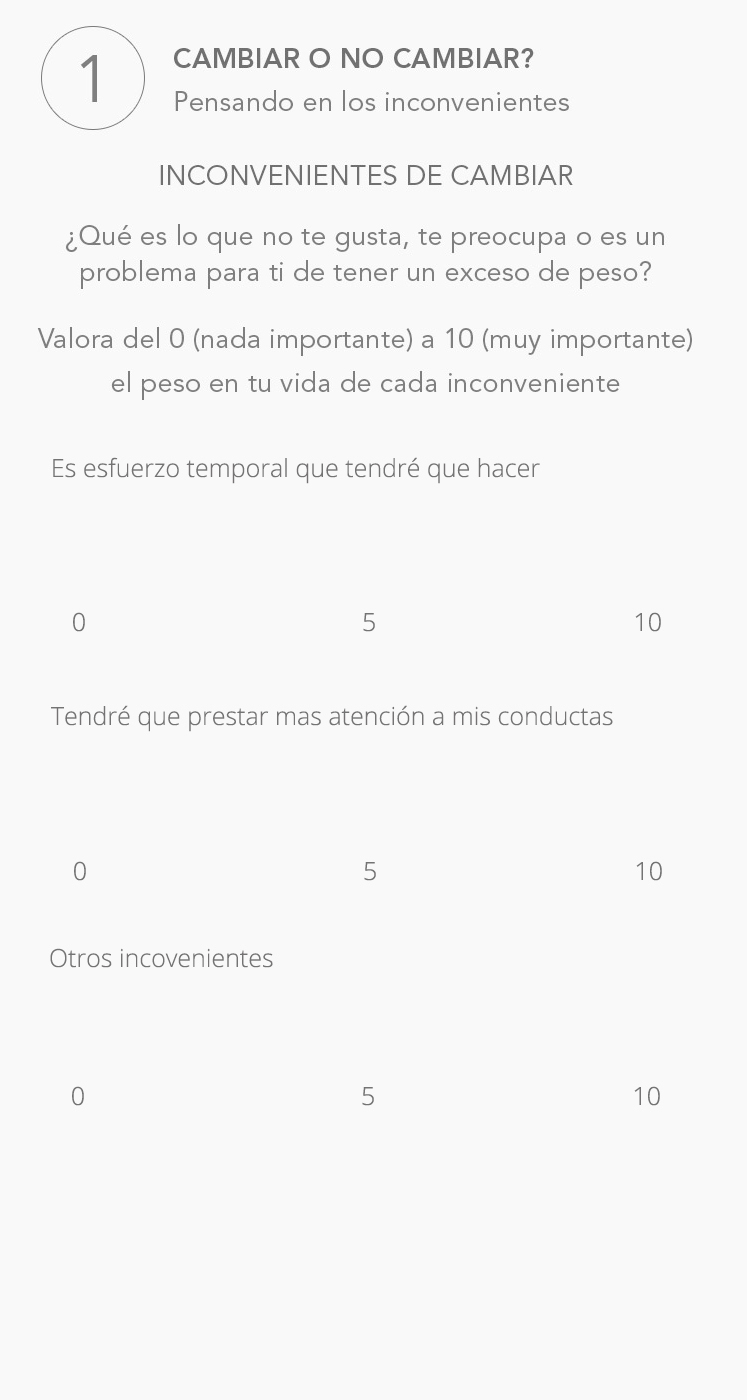 1
CAMBIAR O NO CAMBIAR?
Pensando en los inconvenientes
INCONVENIENTES DE CAMBIAR
¿Qué es lo que no te gusta, te preocupa o es un
problema para ti de tener un exceso de peso?
Valora del 0 (nada importante) a 10 (muy importante)
el peso en tu vida de cada inconveniente
Es esfuerzo temporal que tendré que hacer
0 5 10
Tendré que prestar mas atención a mis conductas
0 5 10
Otros incovenientes
0 5 10